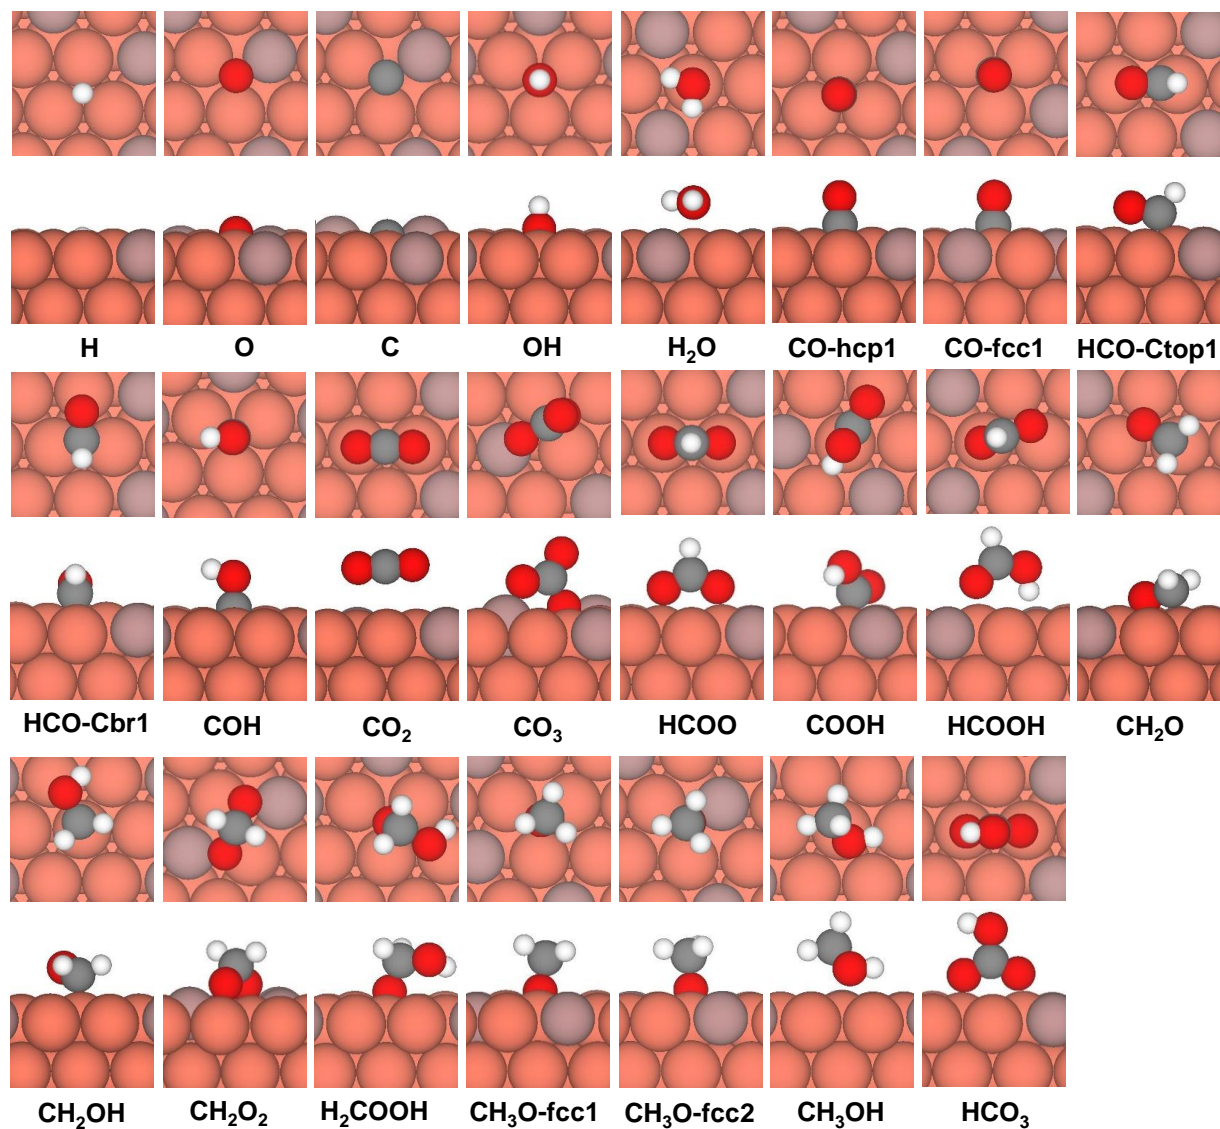 H O C OH H₂O CO-hcp1 CO-fcc1 HCO-Ctop1
HCO-Cbr1 COH CO₂ CO₃ HCOO COOH HCOOH CH₂O
CH₂OH CH₂O₂ H₂COOH CH₃O-fcc1 CH₃O-fcc2 CH₃OH HCO₃